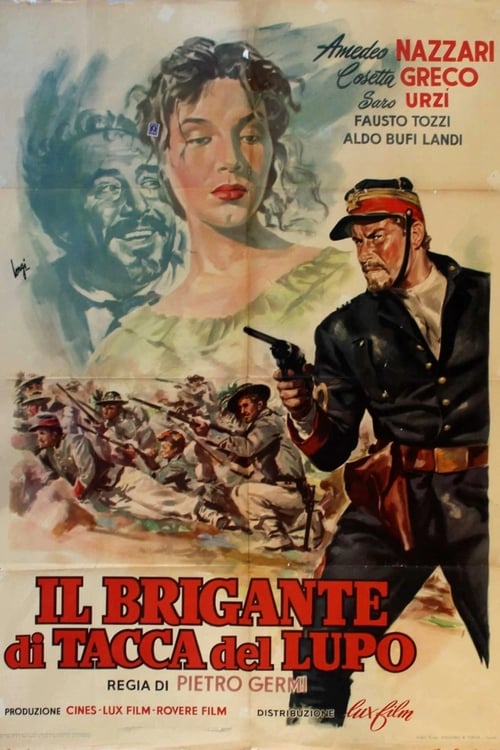 Amedeo NAZZARI
Cosetta GRECO
Saro URZÍ
FAUSTO TOZZI
ALDO BUFI LANDI
IL BRIGANTE
di TACCA del LUPO
REGIA DI PIETRO GERMI
PRODUZIONE CINES - LUX FILM - ROVERE FILM DISTRIBUZIONE lux film